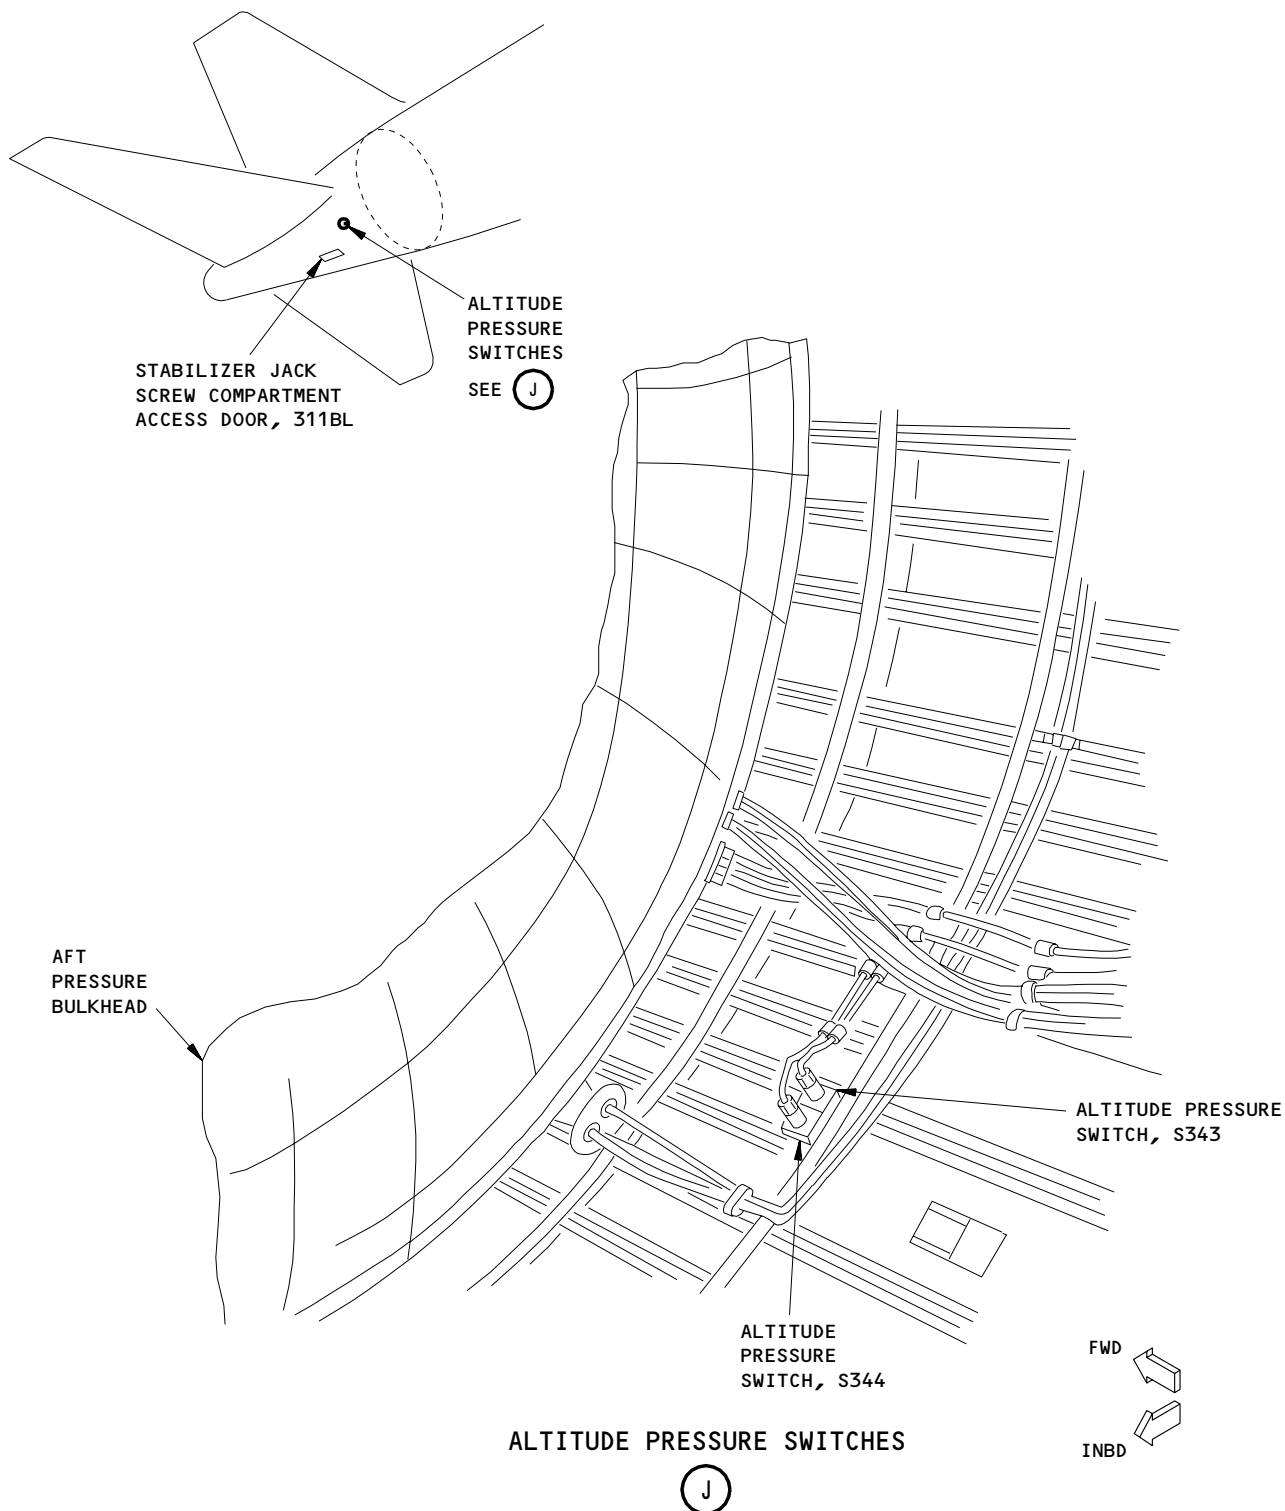 ALTITUDE
PRESSURE
SWITCHES
SEE J
STABILIZER JACK
SCREW COMPARTMENT
ACCESS DOOR, 311BL
AFT
PRESSURE
BULKHEAD
ALTITUDE PRESSURE
SWITCH, S343
ALTITUDE
PRESSURE
SWITCH, S344
FWD
INBD
ALTITUDE PRESSURE SWITCHES
J